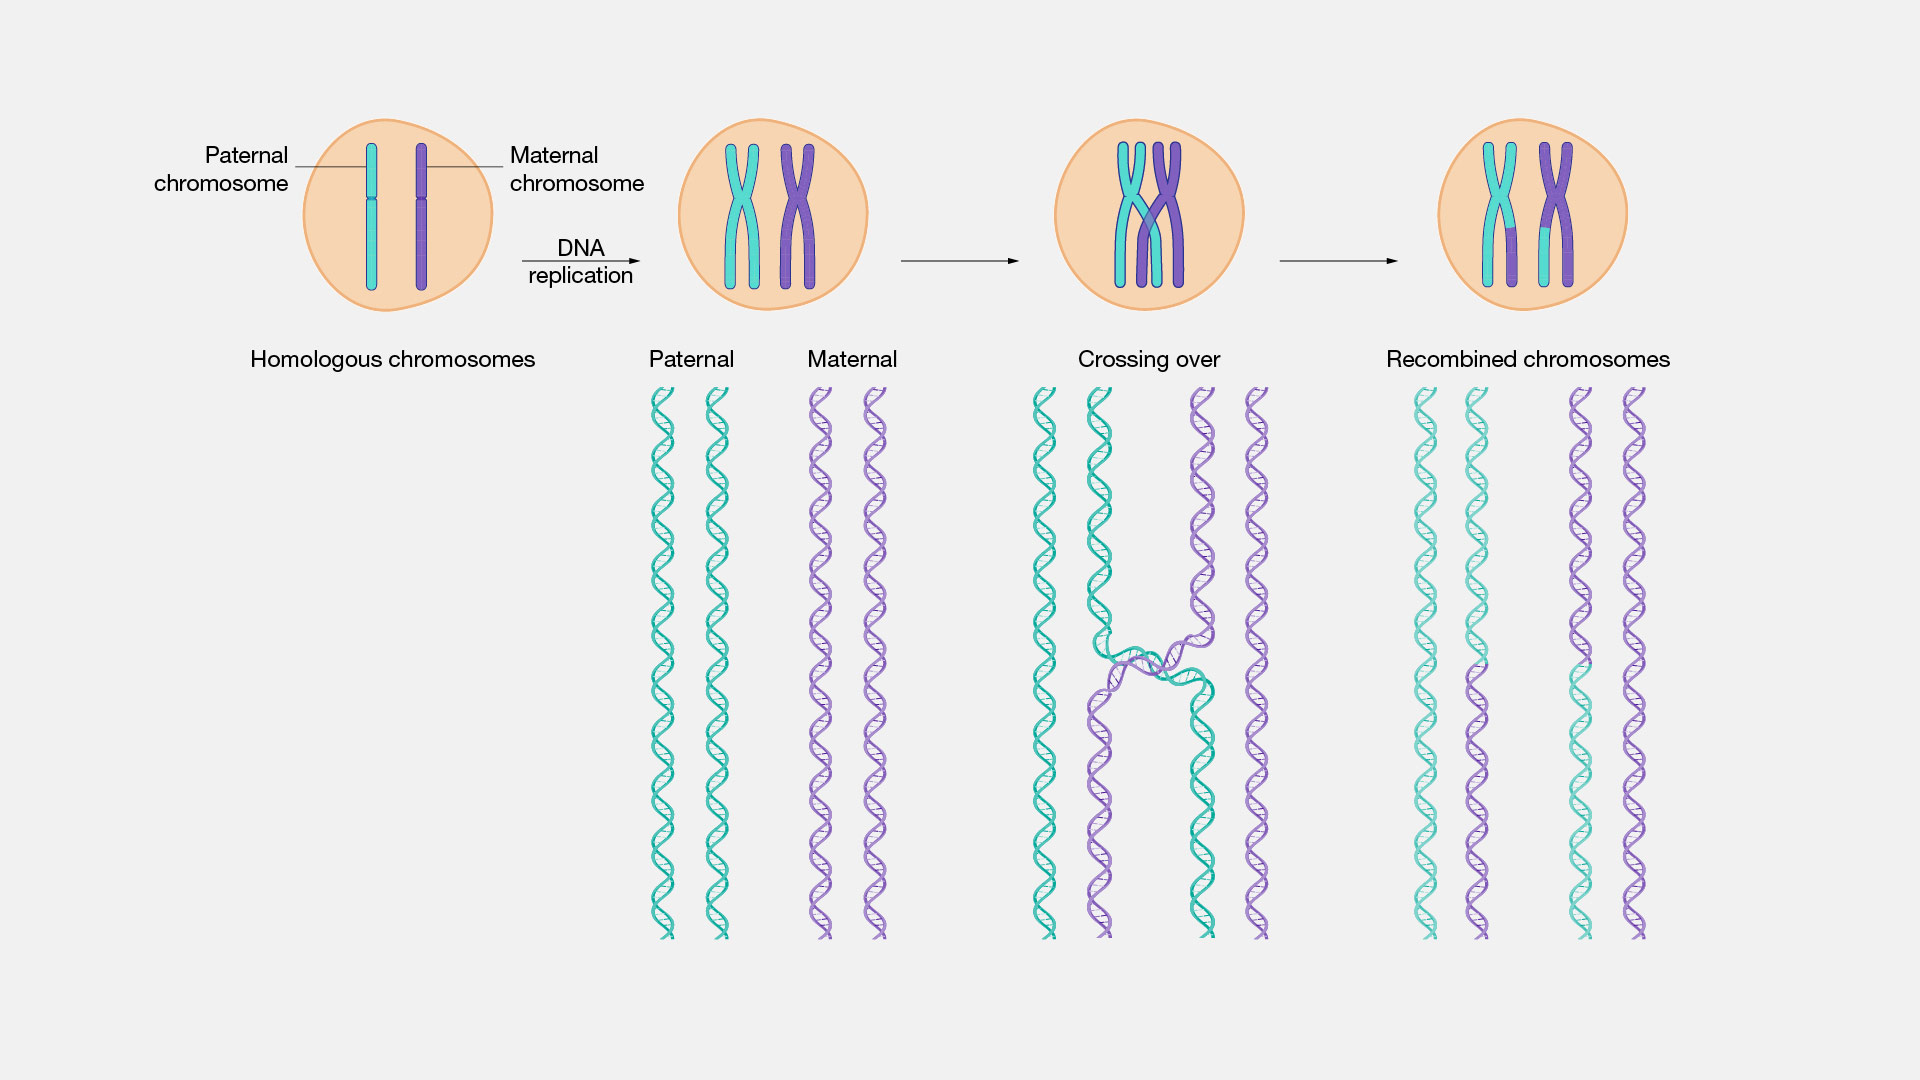 Paternal
chromosome
Maternal
chromosome
DNA
replication
Homologous chromosomes
Paternal
Maternal
Crossing over
Recombined chromosomes